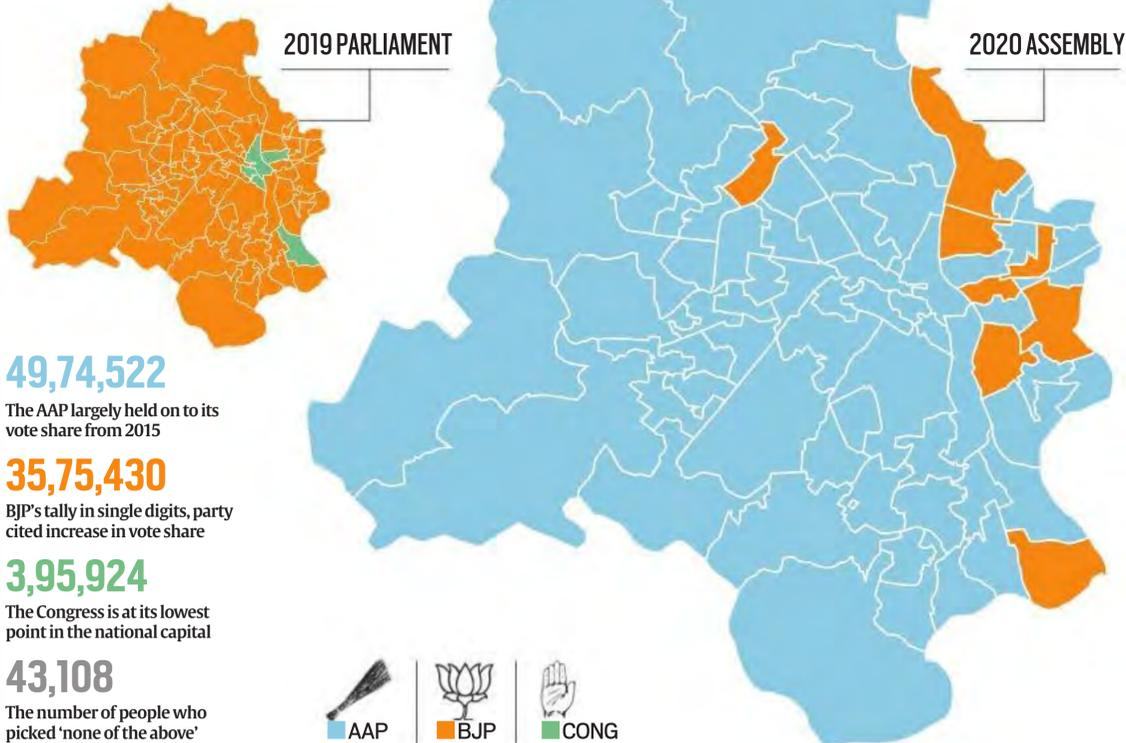 2019 PARLIAMENT
2020 ASSEMBLY
49,74,522
The AAP largely held on to its
vote share from 2015
35,75,430
BJP's tally in single digits, party
cited increase in vote share
3,95,924
The Congress is at its lowest
point in the national capital
43,108
The number of people who
picked 'none of the above'
AAP
BJP
CONG